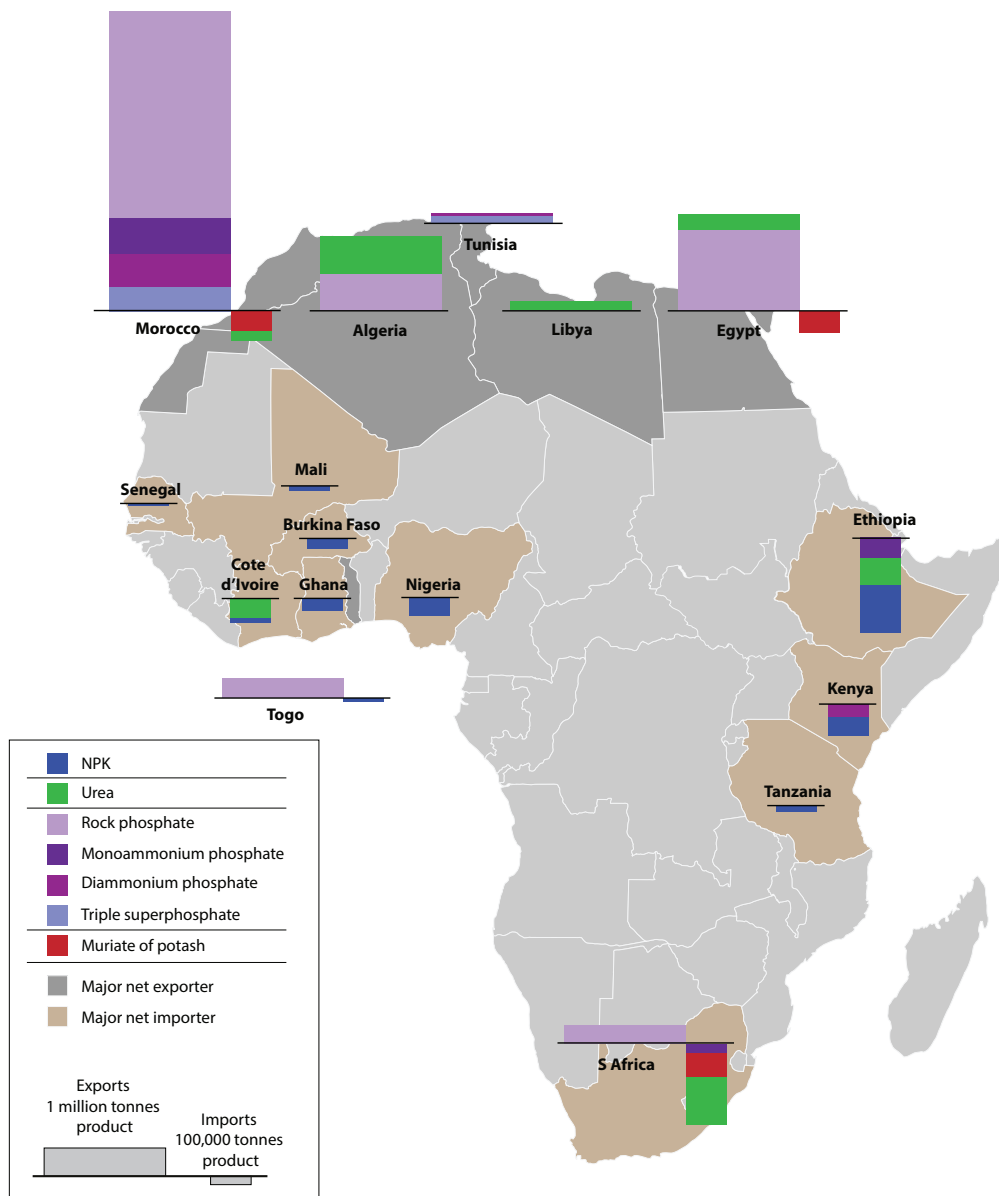 Tunisia
Morocco
Algeria
Libya
Egypt
Mali
Senegal
Burkina Faso
Ethiopia
Cote
d’Ivoire
Ghana
Nigeria
Kenya
Togo
Tanzania
NPK
Urea
Rock phosphate
Monoammonium phosphate
Diammonium phosphate
Triple superphosphate
Muriate of potash
Major net exporter
Major net importer
S Africa
Exports
1 million tonnes
product
Imports
100,000 tonnes
product